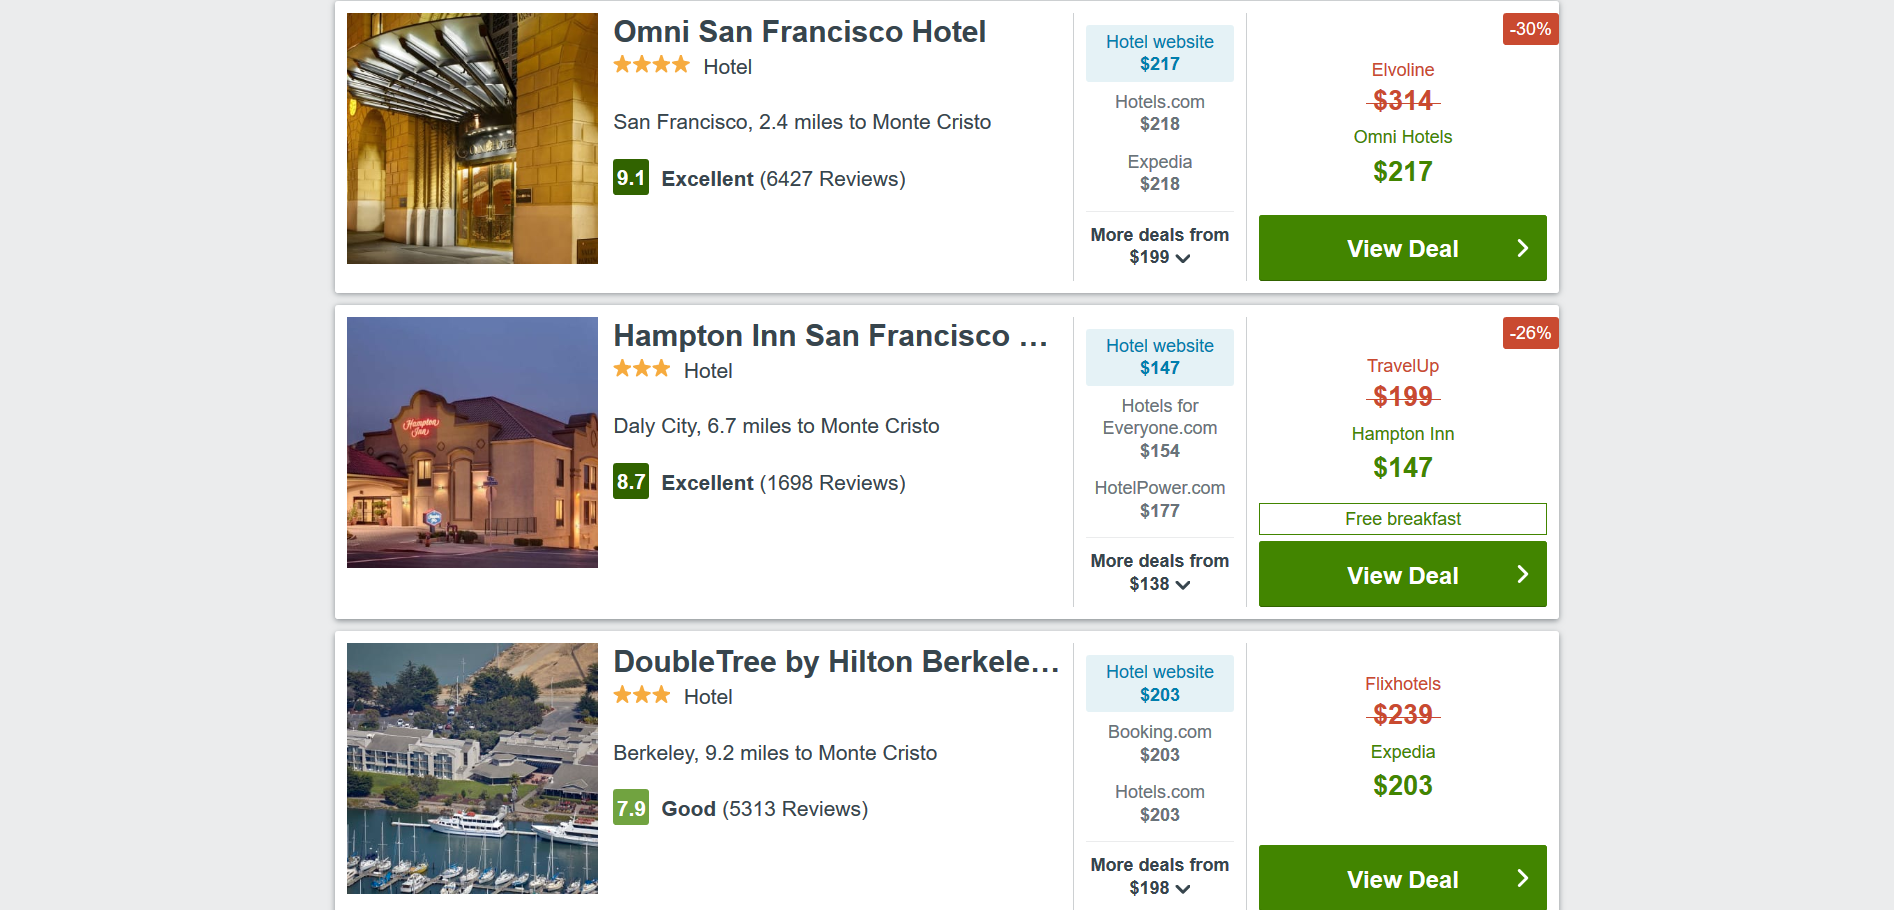 Omni San Francisco Hotel
Hotel
San Francisco, 2.4 miles to Monte Cristo
9.1 Excellent (6427 Reviews)
Hotel website
$217
Hotels.com
$218
Expedia
$218
More deals from
$199
-30%
Elvoline
$314
Omni Hotels
$217
View Deal
Hampton Inn San Francisco ...
Hotel
Daly City, 6.7 miles to Monte Cristo
8.7 Excellent (1698 Reviews)
Hampton
Inn
Hotel website
$147
Hotels for
Everyone.com
$154
HotelPower.com
$177
More deals from
$138
-26%
TravelUp
$199
Hampton Inn
$147
Free breakfast
View Deal
DoubleTree by Hilton Berkele...
Hotel
Berkeley, 9.2 miles to Monte Cristo
7.9 Good (5313 Reviews)
Hotel website
$203
Booking.com
$203
Hotels.com
$203
More deals from
$198
Flixhotels
$239
Expedia
$203
View Deal